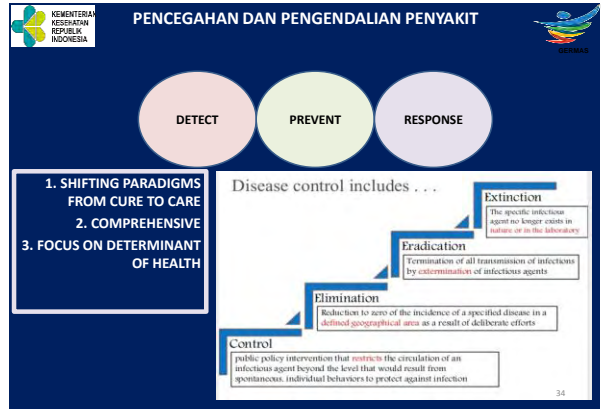 KEMENTERIAN
KESEHATAN
REPUBLIK
INDONESIA
PENCEGAHAN DAN PENGENDALIAN PENYAKIT
GERMAS
DETECT
PREVENT
RESPONSE
1. SHIFTING PARADIGMS
FROM CURE TO CARE
2. COMPREHENSIVE
3. FOCUS ON DETERMINANT
OF HEALTH
Disease control includes . . .
Extinction
The specific infectious
agent no longer exists in
nature or in the laboratory
Eradication
Termination of all transmission of infections
by extermination of infectious agents
Elimination
Reduction to zero of the incidence of a specified disease in a
defined geographical area as a result of deliberate efforts
Control
public policy intervention that restricts the circulation of an
infectious agent beyond the level that would result from
spontaneous, individual behaviors to protect against infection
34